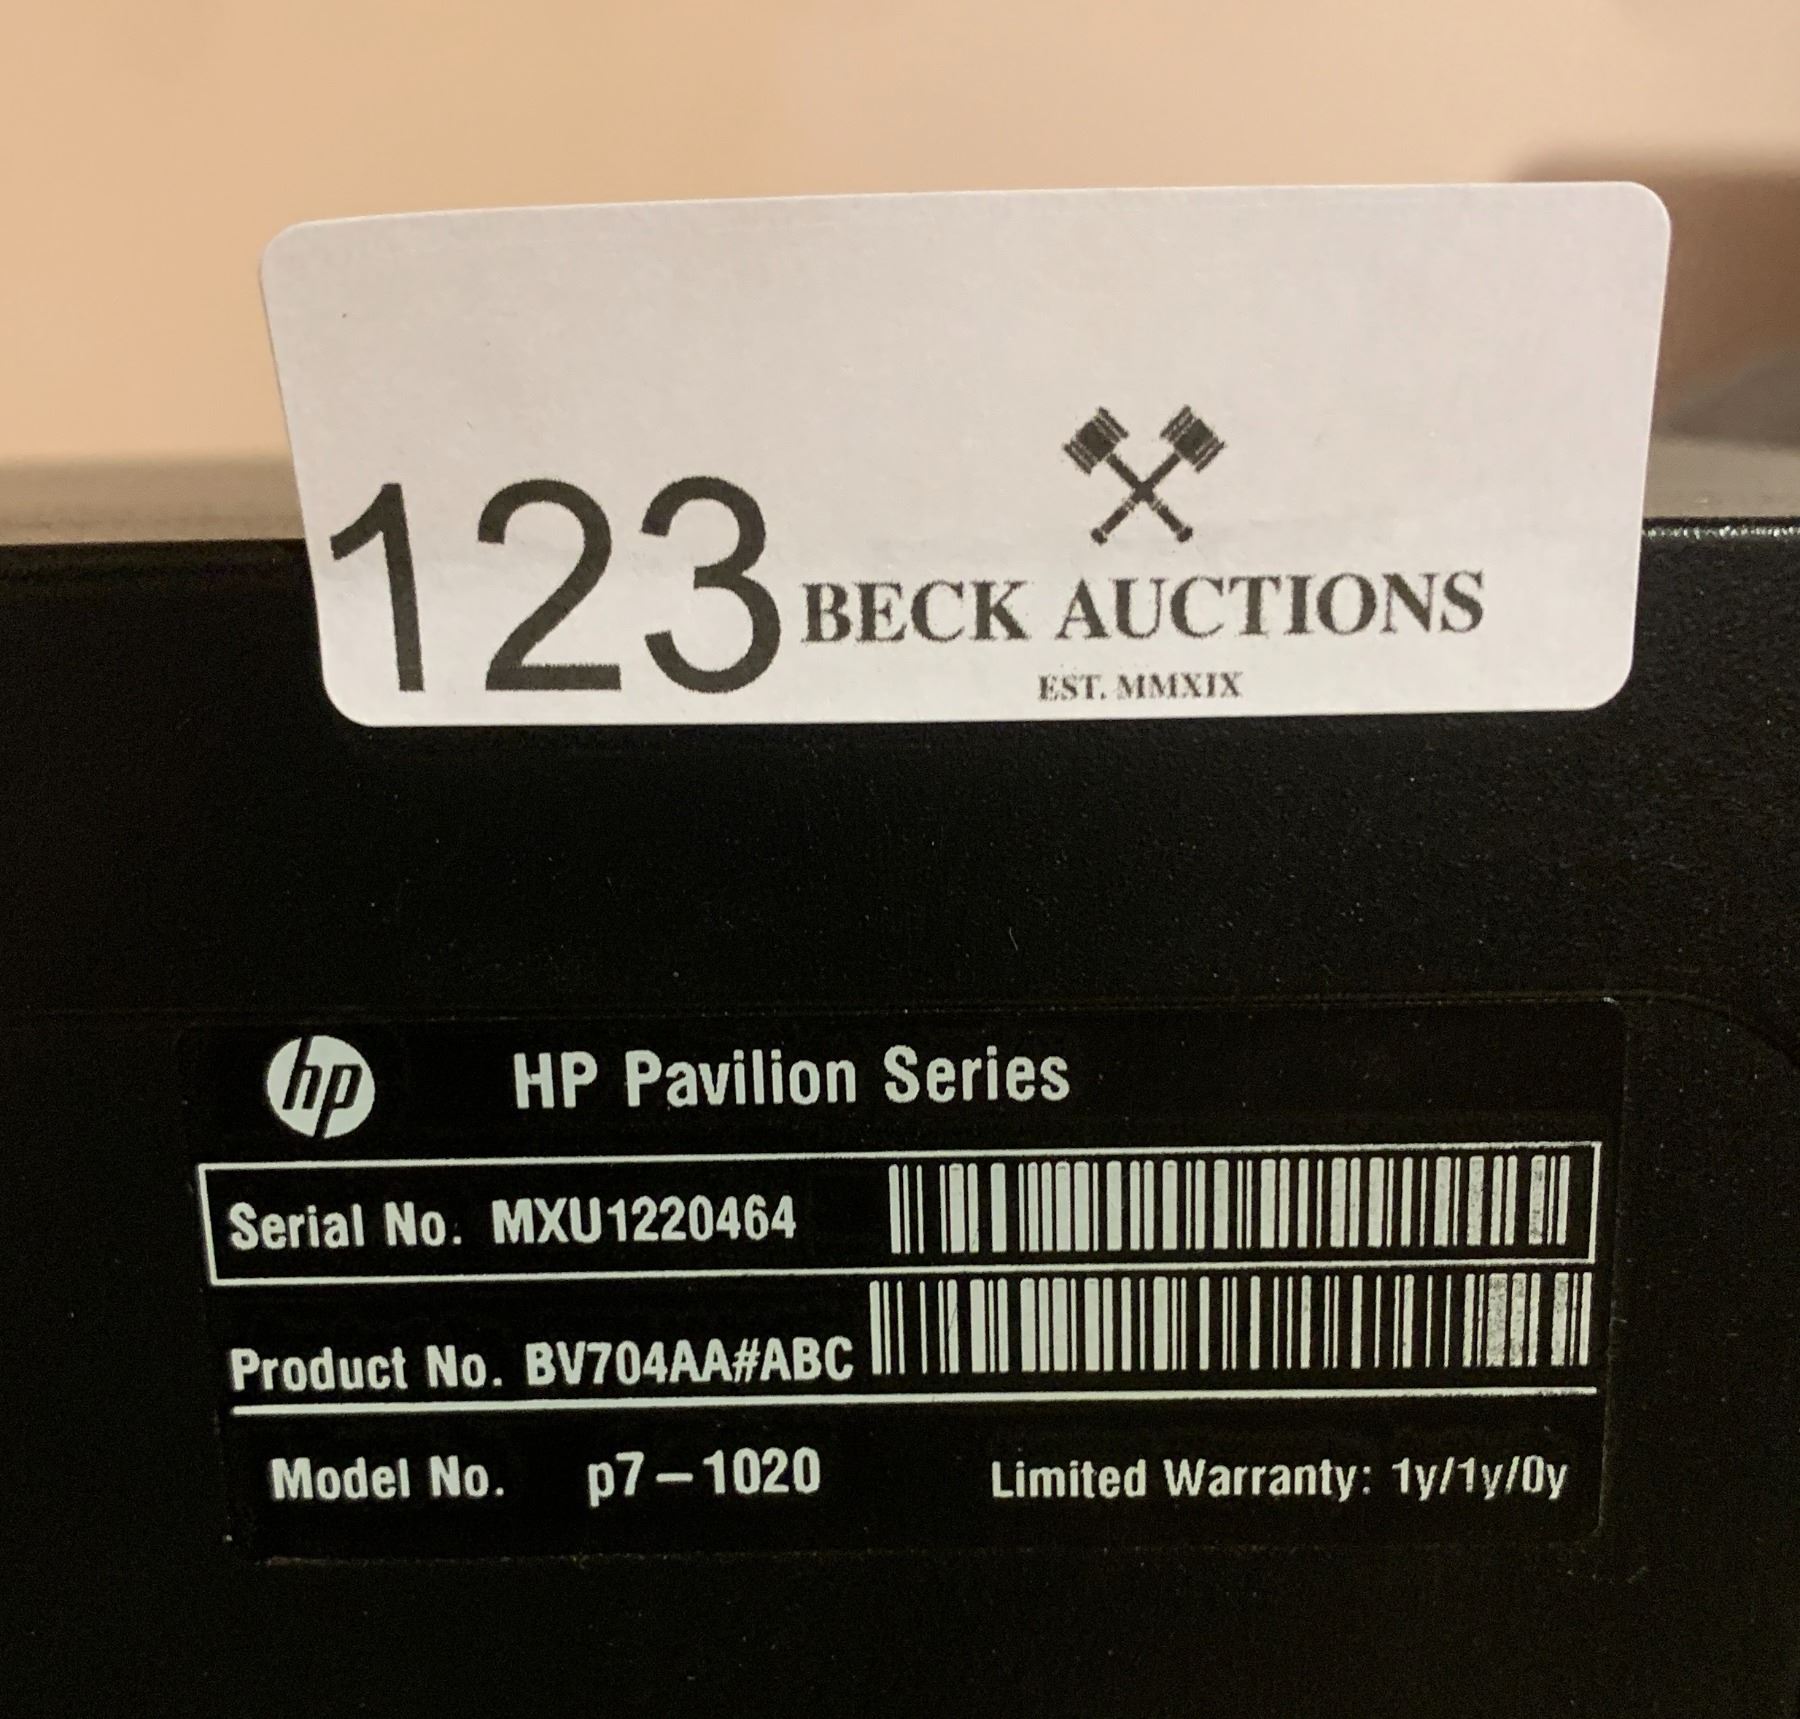 123 BECK AUCTIONS
EST. MMXIX
hp HP Pavilion Series
Serial No. MXU1220464
Product No. BV704AA#ABC
Model No. p7-1020 Limited Warranty: 1y/1y/0y